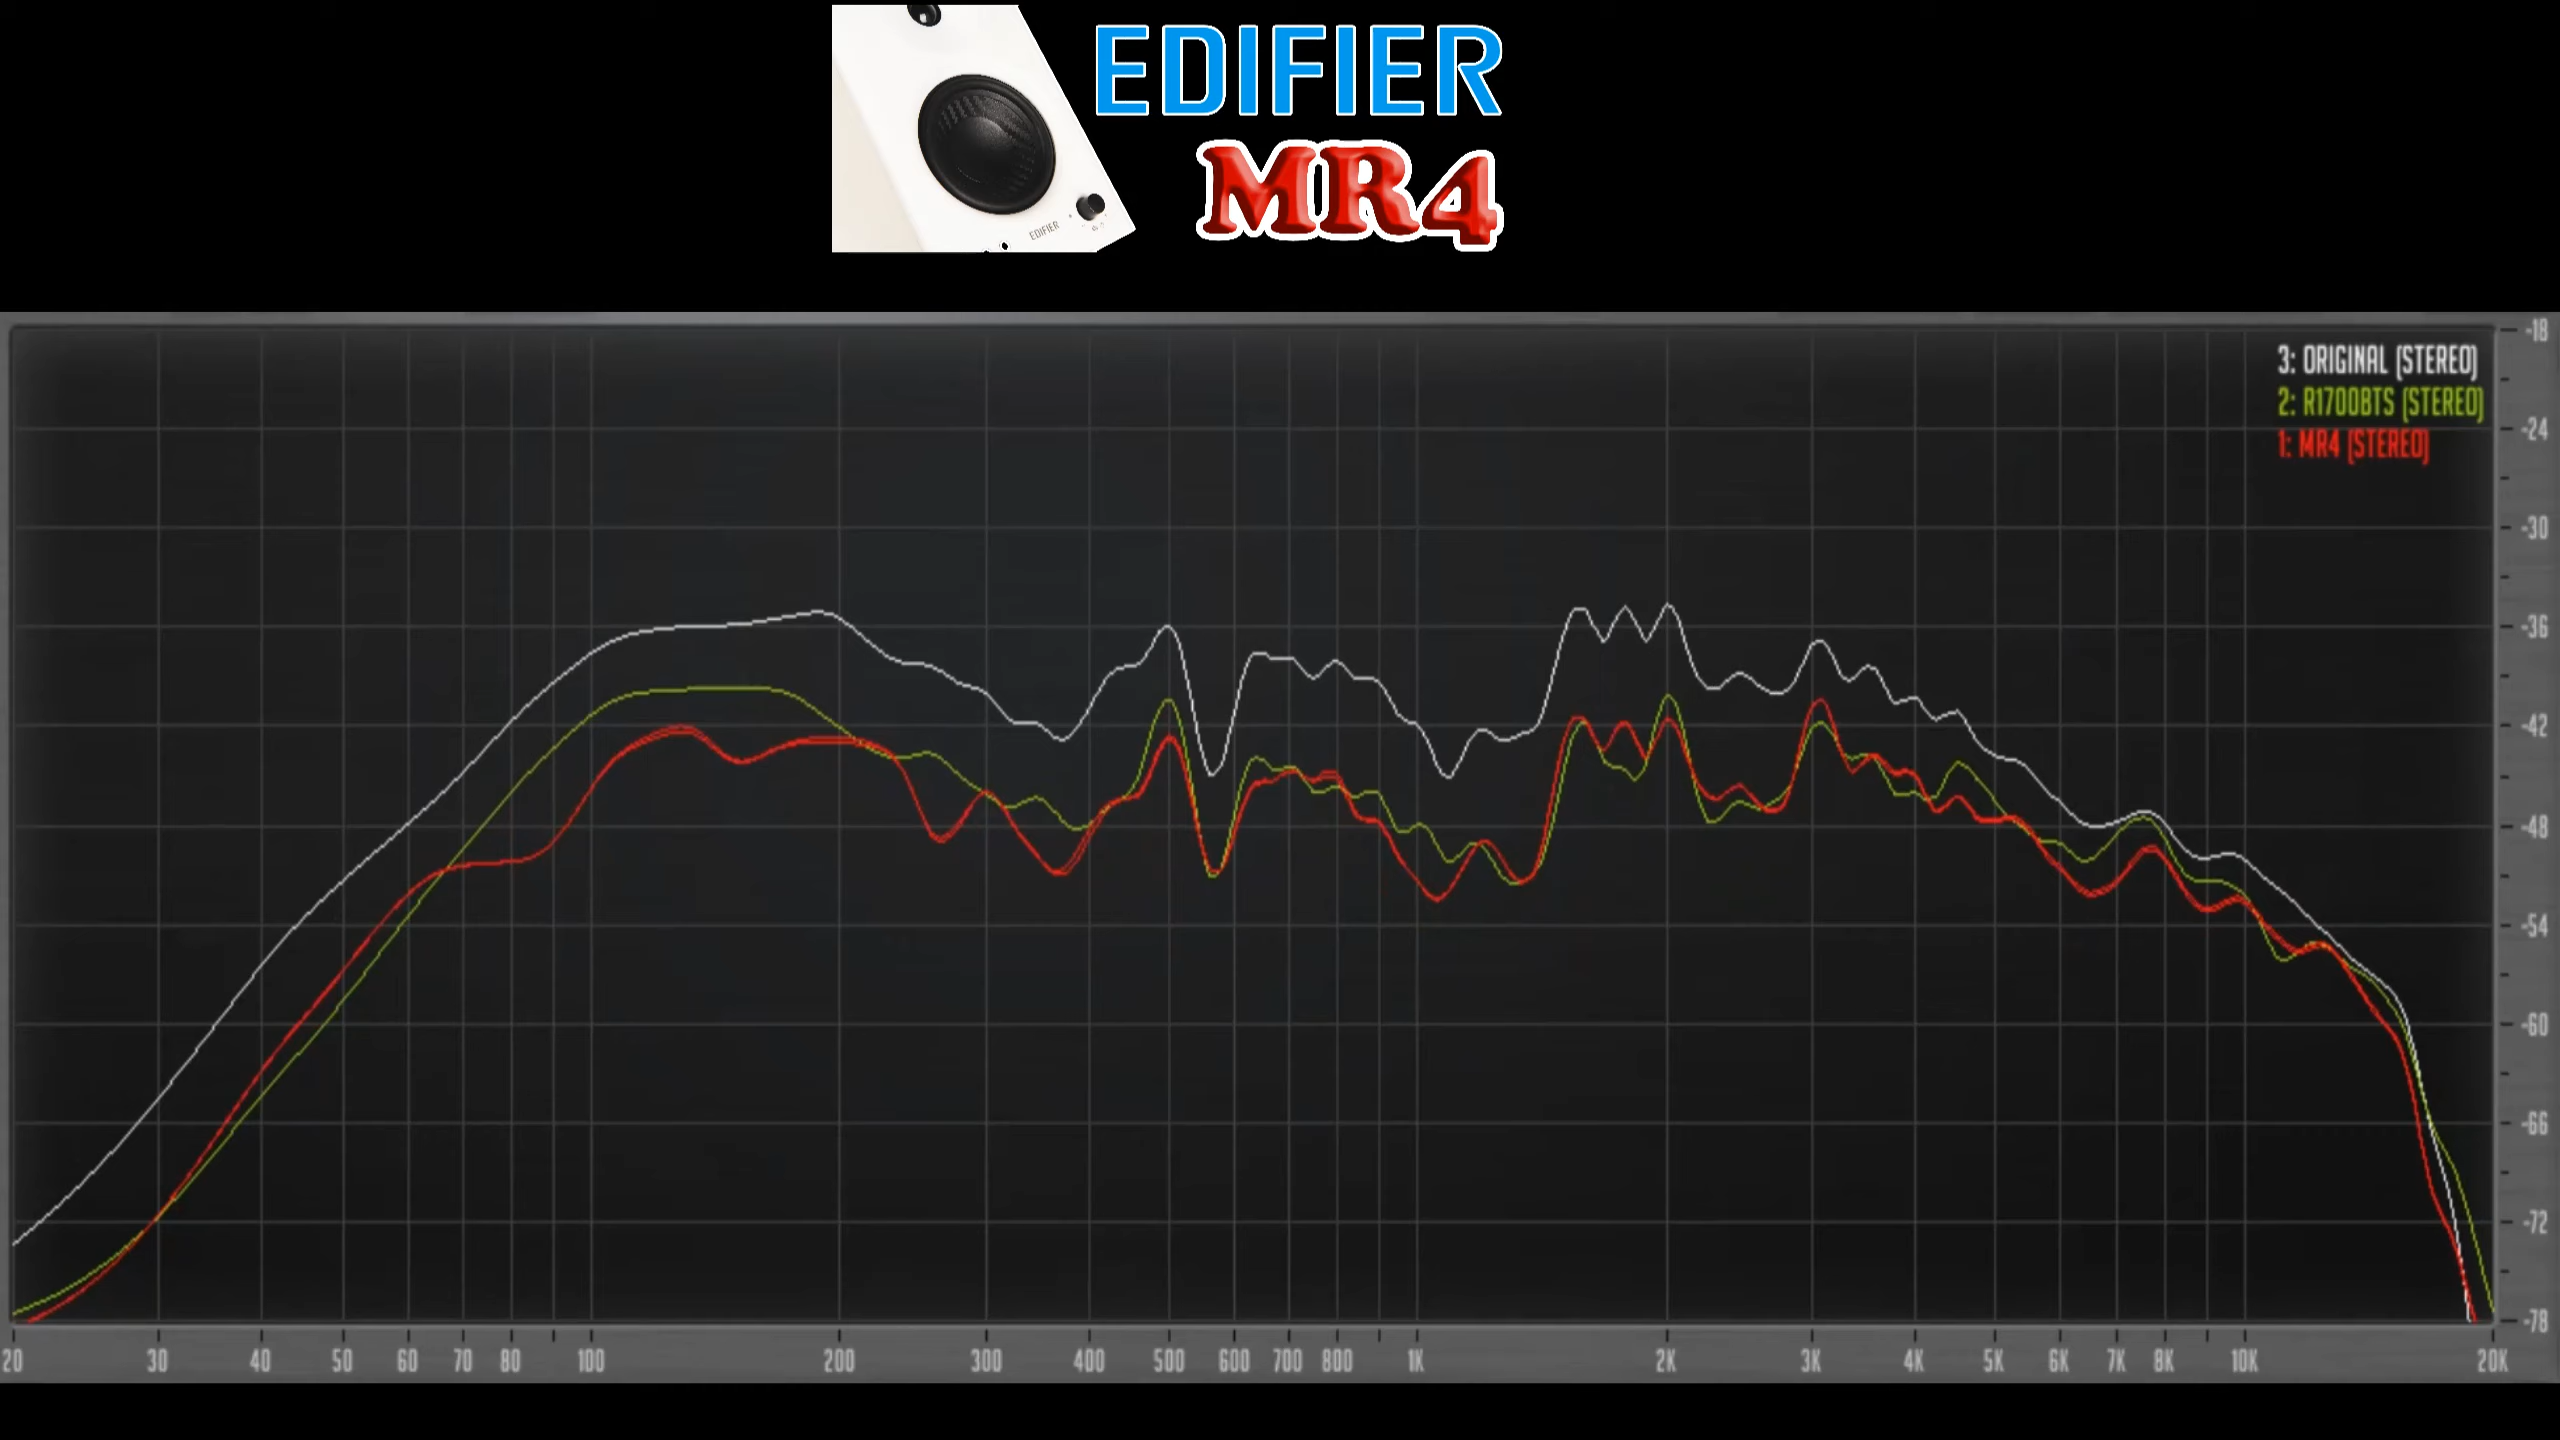 EDIFIER
MR4
EDIFIER
3: ORIGINAL (STEREO)
2: R1700BTS (STEREO)
1: MR4 (STEREO)
-18
-24
-30
-36
-42
-48
-54
-60
-66
-72
-78
20 30 40 50 60 70 80 100 200 300 400 500 600 700 800 1K 2K 3K 4K 5K 6K 7K 8K 10K 20K